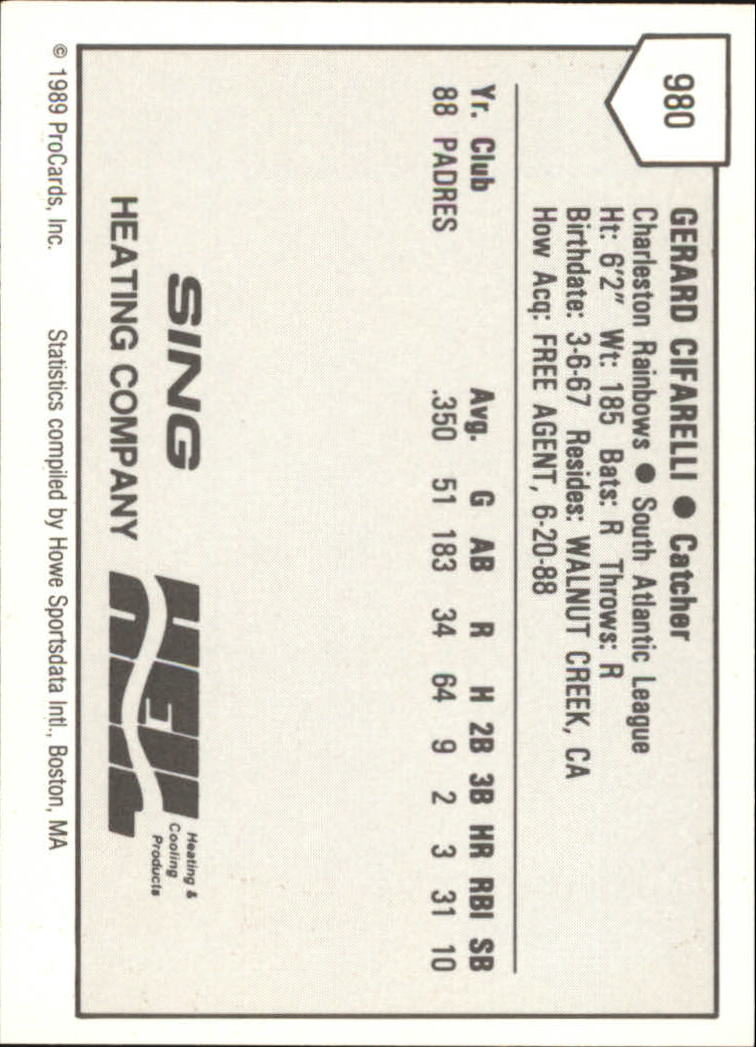 980
GERARD CIFARELLI ● Catcher
Charleston Rainbows ● South Atlantic League
Ht: 6'2" Wt: 185 Bats: R Throws: R
Birthdate: 3-6-67 Resides: WALNUT CREEK, CA
How Acq: FREE AGENT, 6-20-88
Yr. Club Avg. G AB R H 2B 3B HR RBI SB
88 PADRES .350 51 183 34 64 9 2 3 31 10
SING
HEATING COMPANY
HEIL
Heating &
Cooling
Products
© 1989 ProCards, Inc. Statistics compiled by Howe Sportsdata Intl., Boston, MA